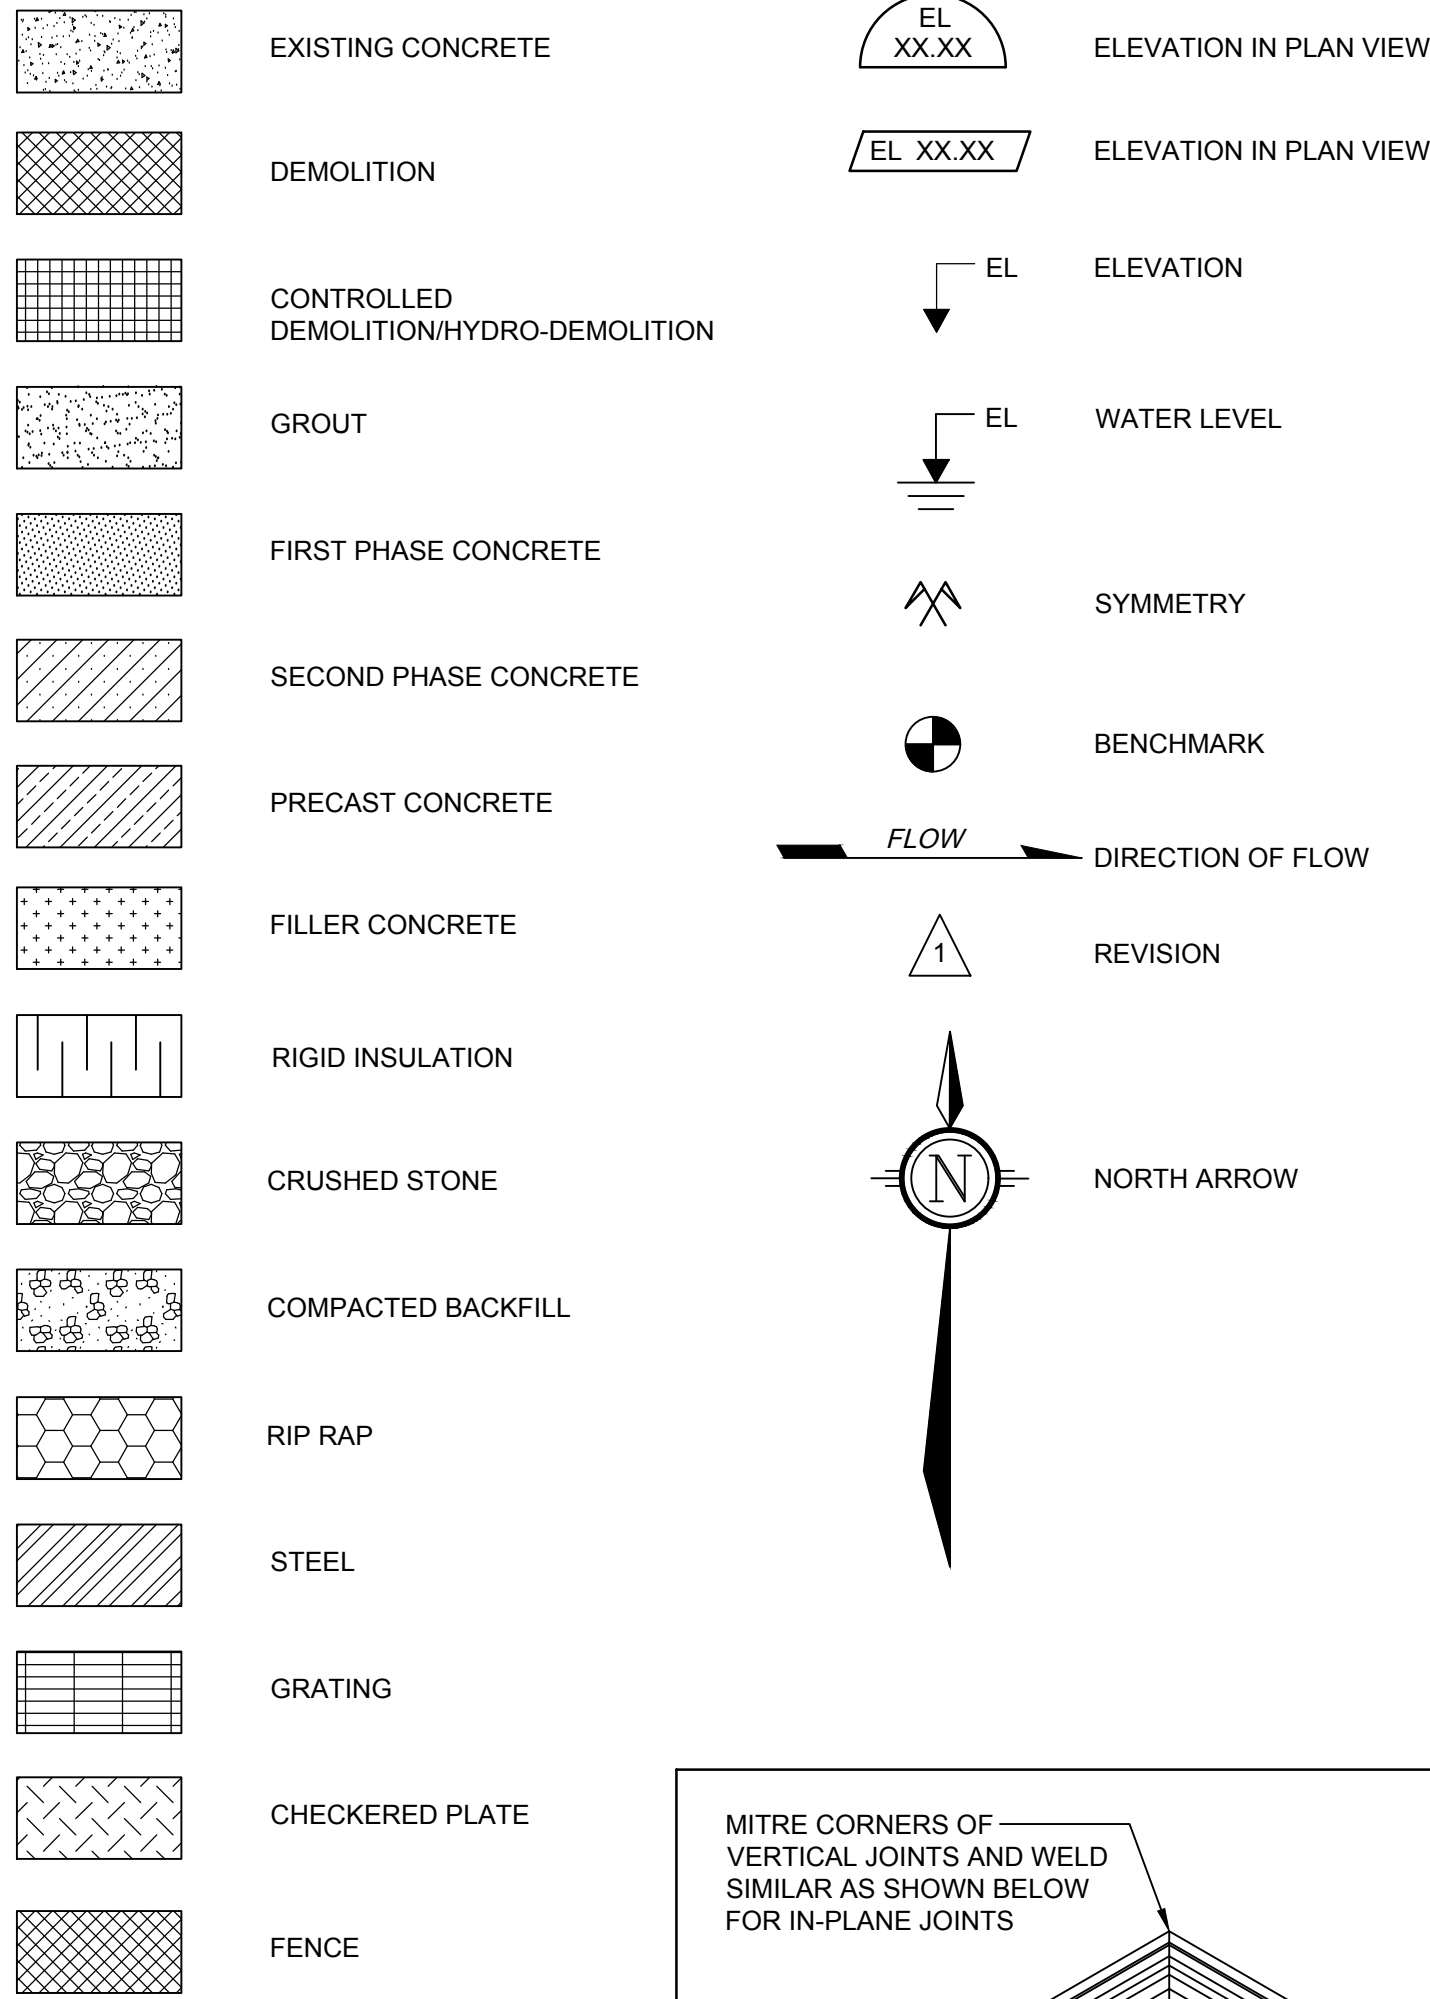 EXISTING CONCRETE
DEMOLITION
CONTROLLED
DEMOLITION/HYDRO-DEMOLITION
GROUT
FIRST PHASE CONCRETE
SECOND PHASE CONCRETE
PRECAST CONCRETE
FILLER CONCRETE
RIGID INSULATION
CRUSHED STONE
COMPACTED BACKFILL
RIP RAP
STEEL
GRATING
CHECKERED PLATE
FENCE
EL
XX.XX
ELEVATION IN PLAN VIEW
EL XX.XX
ELEVATION IN PLAN VIEW
EL
ELEVATION
EL
WATER LEVEL
SYMMETRY
BENCHMARK
FLOW
DIRECTION OF FLOW
1
REVISION
N
NORTH ARROW
MITRE CORNERS OF
VERTICAL JOINTS AND WELD
SIMILAR AS SHOWN BELOW
FOR IN-PLANE JOINTS